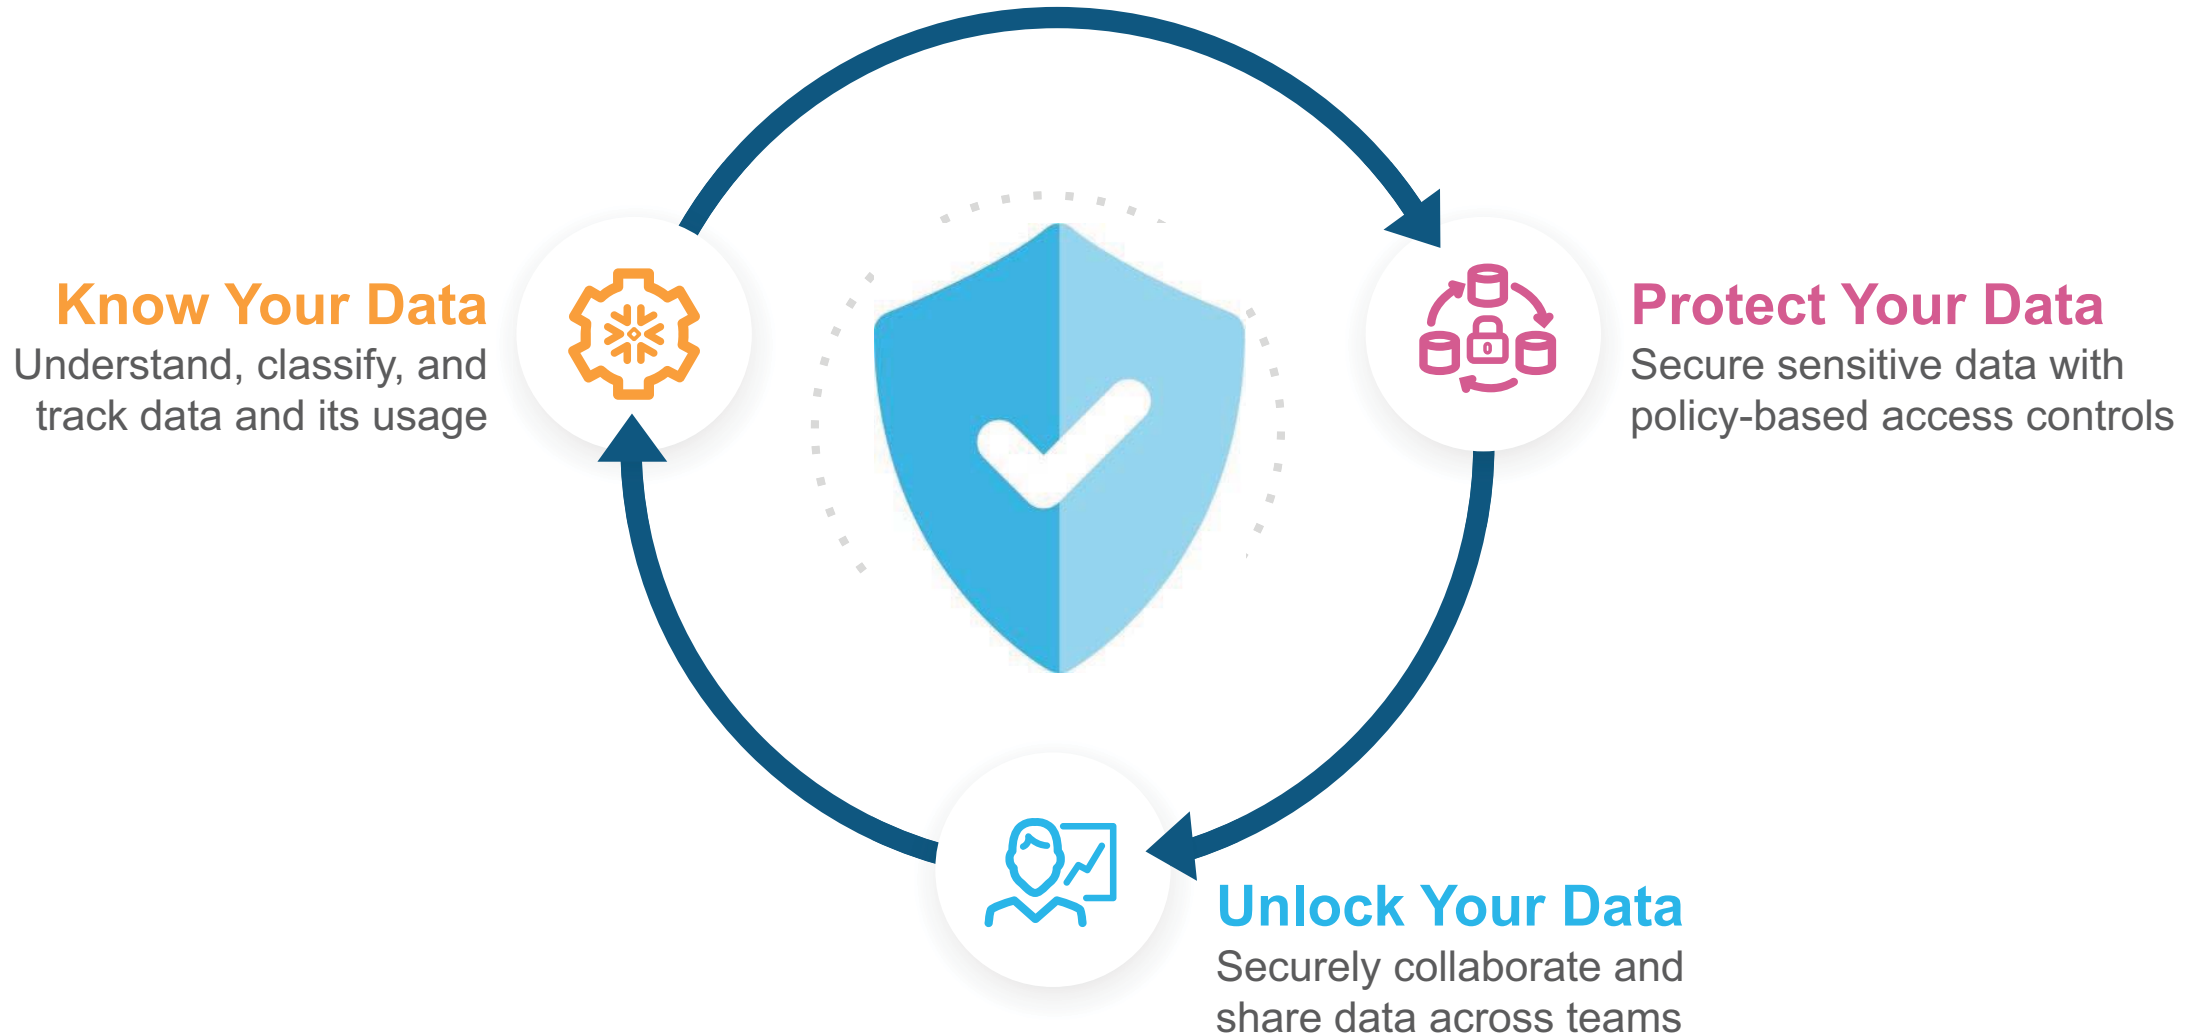 Know Your Data
Understand, classify, and
track data and its usage
Protect Your Data
Secure sensitive data with
policy-based access controls
Unlock Your Data
Securely collaborate and
share data across teams